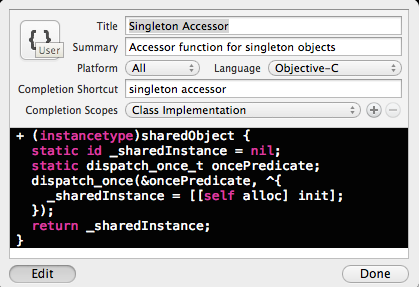 { }
User
Title Singleton Accessor
Summary Accessor function for singleton objects
Platform All Language Objective-C
Completion Shortcut singleton accessor
Completion Scopes Class Implementation + −
+ (instancetype)sharedObject {
  static id _sharedInstance = nil;
  static dispatch_once_t oncePredicate;
  dispatch_once(&oncePredicate, ^{
    _sharedInstance = [[self alloc] init];
  });
  return _sharedInstance;
}
Edit Done